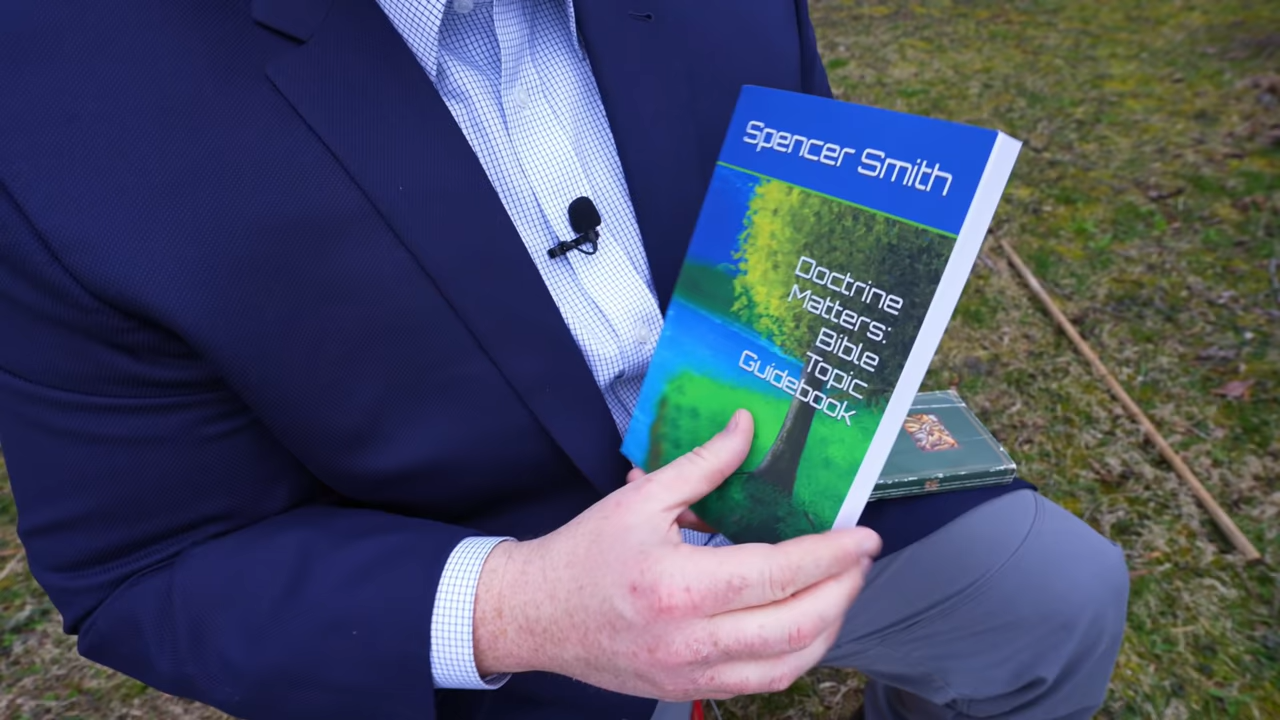 Spencer Smith
Doctrine
Matters:
Bible
Topic
Guidebook